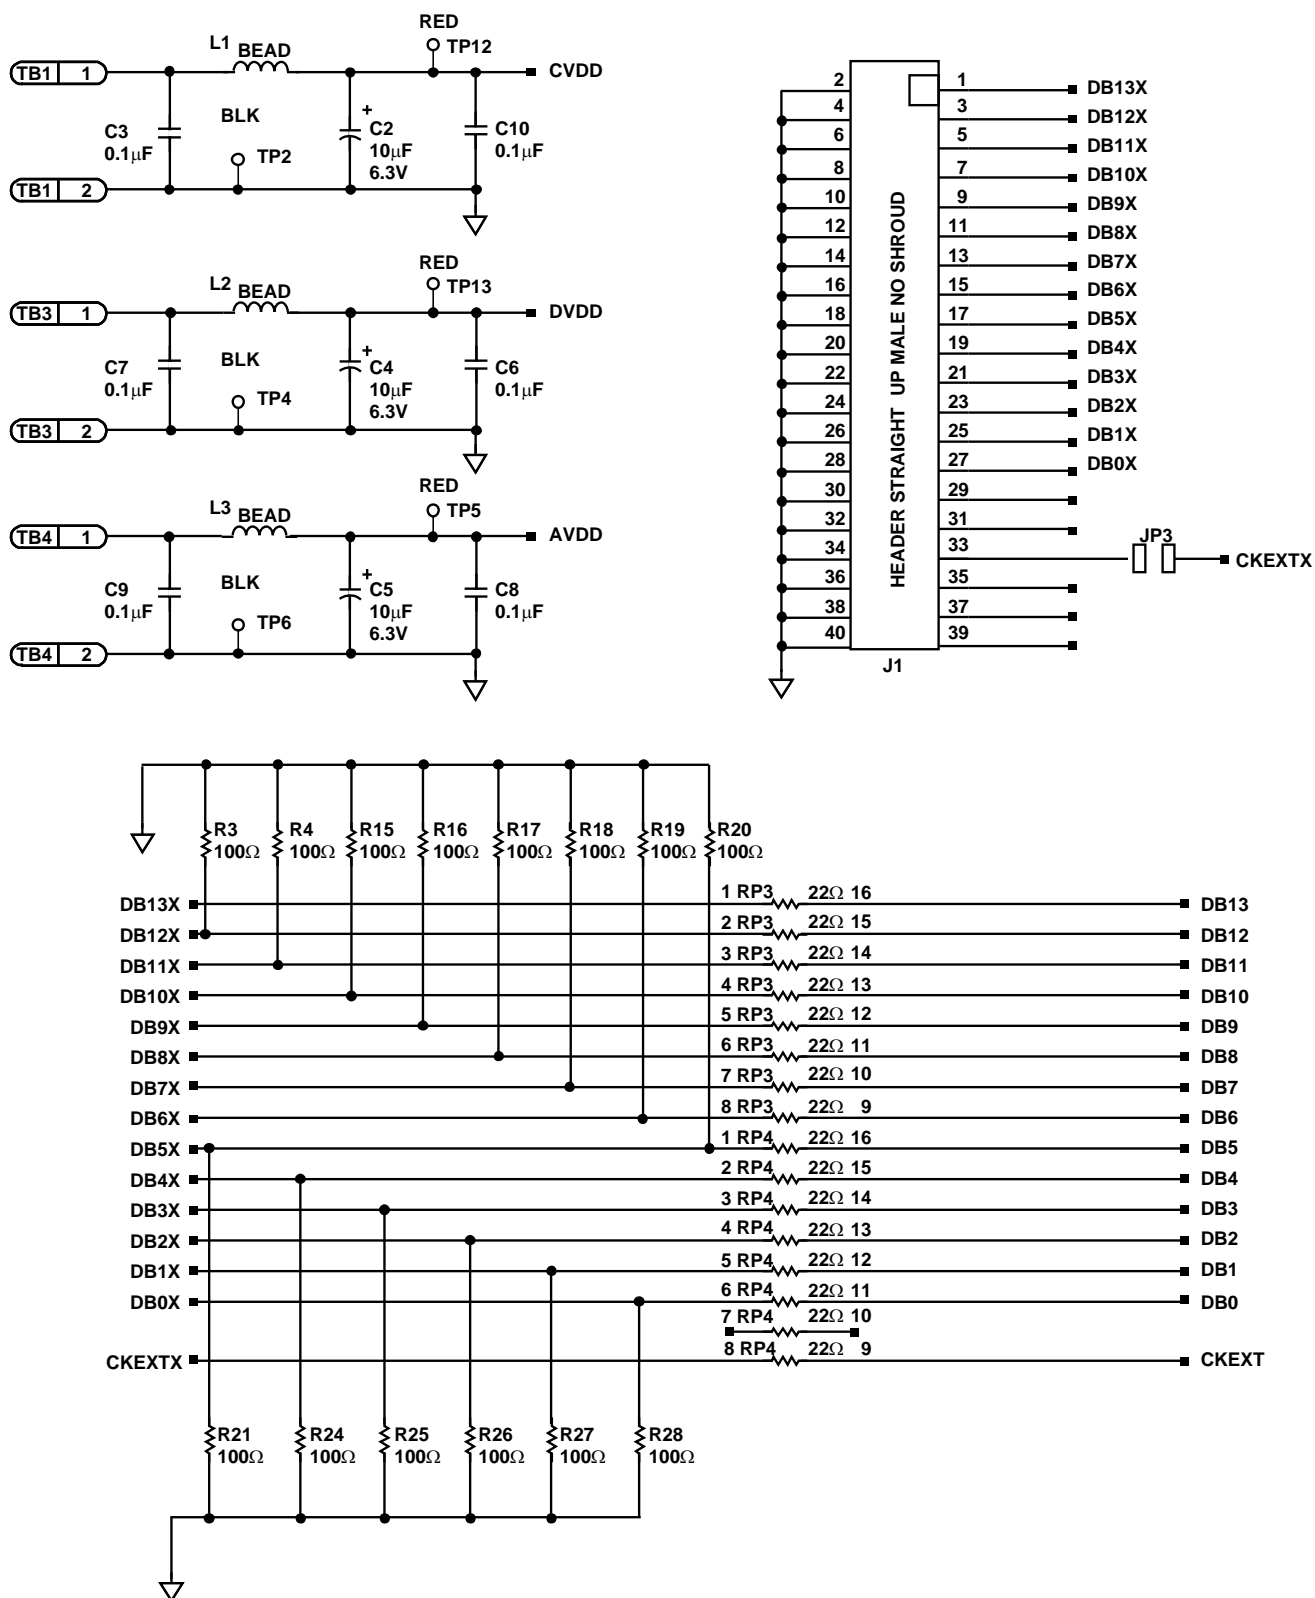 RED
L1 BEAD TP12
TB1 1 CVDD
BLK
C3 0.1μF
TP2
+ C2 10μF 6.3V
C10 0.1μF
TB1 2
RED
L2 BEAD TP13
TB3 1 DVDD
BLK
C7 0.1μF
TP4
+ C4 10μF 6.3V
C6 0.1μF
TB3 2
RED
L3 BEAD TP5
TB4 1 AVDD
BLK
C9 0.1μF
TP6
+ C5 10μF 6.3V
C8 0.1μF
TB4 2
2 1 DB13X
4 3 DB12X
6 5 DB11X
8 7 DB10X
10 9 DB9X
12 11 DB8X
14 13 DB7X
16 15 DB6X
18 17 DB5X
20 19 DB4X
22 21 DB3X
24 23 DB2X
26 25 DB1X
28 27 DB0X
30 29
32 31
34 33 JP3 CKEXTX
36 35
38 37
40 39
HEADER STRAIGHT UP MALE NO SHROUD
J1
R3 R4 R15 R16 R17 R18 R19 R20
100Ω 100Ω 100Ω 100Ω 100Ω 100Ω 100Ω 100Ω
DB13X 1 RP3 22Ω 16 DB13
DB12X 2 RP3 22Ω 15 DB12
DB11X 3 RP3 22Ω 14 DB11
DB10X 4 RP3 22Ω 13 DB10
DB9X 5 RP3 22Ω 12 DB9
DB8X 6 RP3 22Ω 11 DB8
DB7X 7 RP3 22Ω 10 DB7
DB6X 8 RP3 22Ω 9 DB6
DB5X 1 RP4 22Ω 16 DB5
DB4X 2 RP4 22Ω 15 DB4
DB3X 3 RP4 22Ω 14 DB3
DB2X 4 RP4 22Ω 13 DB2
DB1X 5 RP4 22Ω 12 DB1
DB0X 6 RP4 22Ω 11 DB0
7 RP4 22Ω 10
CKEXTX 8 RP4 22Ω 9 CKEXT
R21 R24 R25 R26 R27 R28
100Ω 100Ω 100Ω 100Ω 100Ω 100Ω